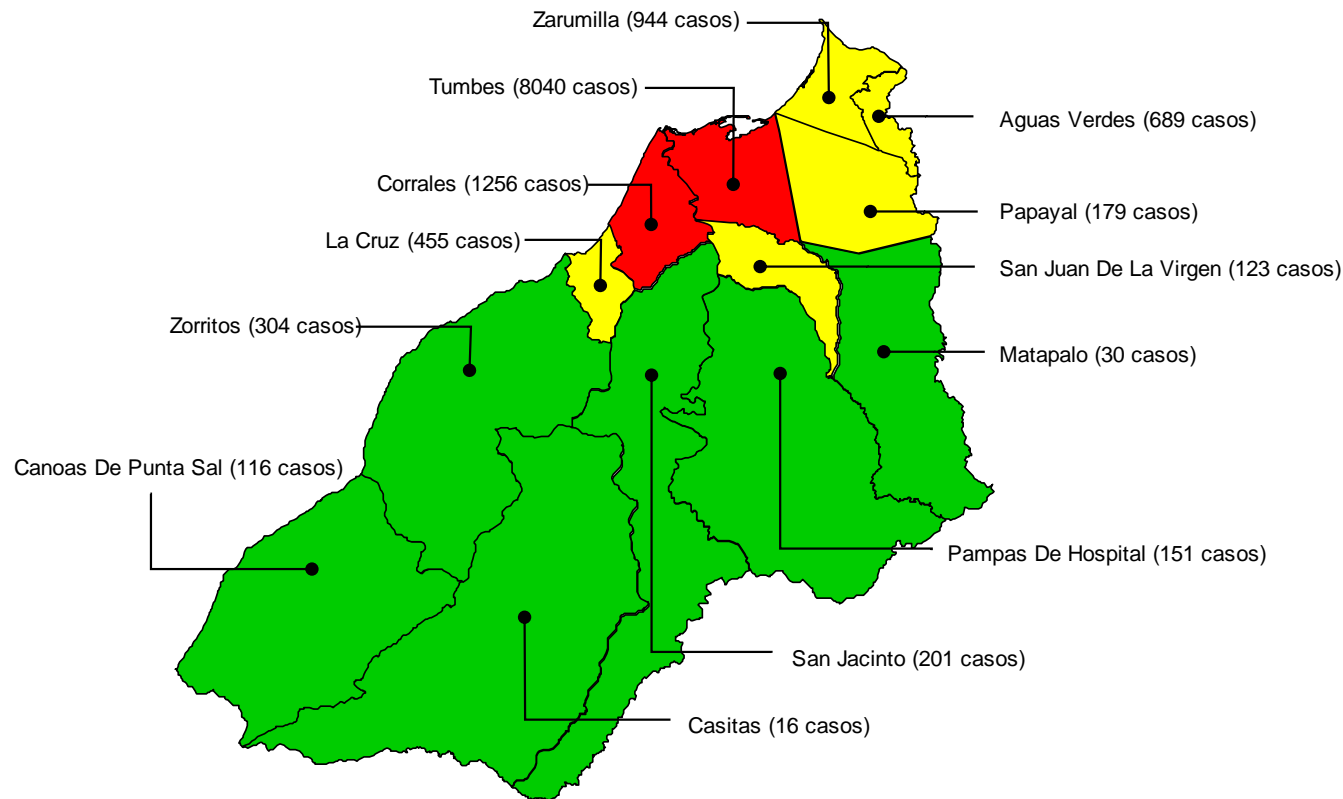 Zarumilla (944 casos)
Tumbes (8040 casos)
Aguas Verdes (689 casos)
Corrales (1256 casos)
Papayal (179 casos)
La Cruz (455 casos)
San Juan De La Virgen (123 casos)
Zorritos (304 casos)
Matapalo (30 casos)
Canoas De Punta Sal (116 casos)
Pampas De Hospital (151 casos)
San Jacinto (201 casos)
Casitas (16 casos)